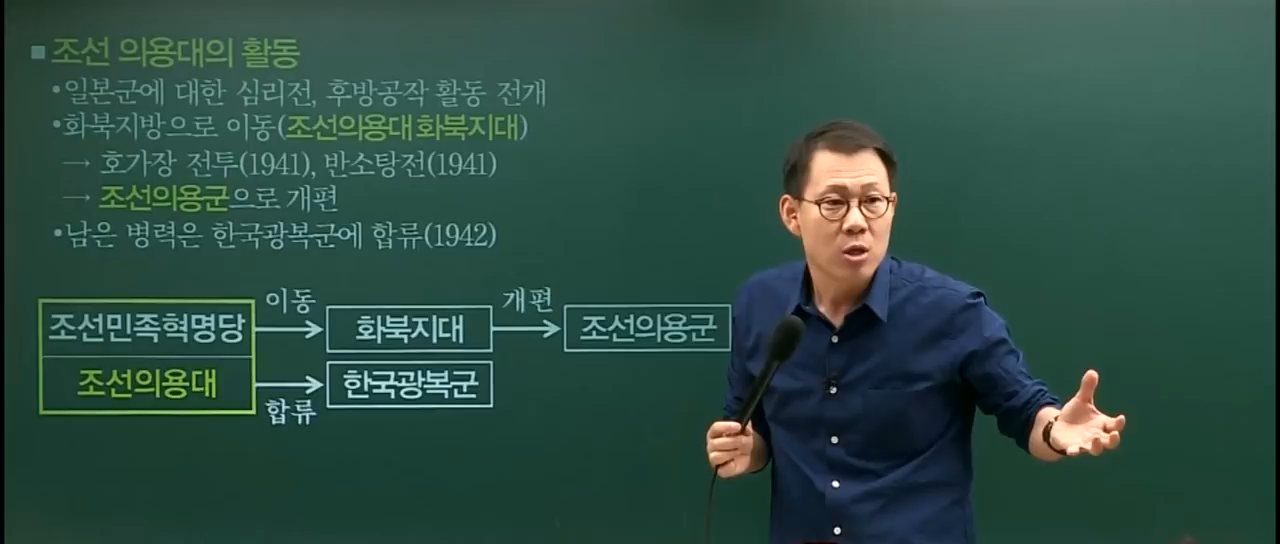 ■ 조선 의용대의 활동
•일본군에 대한 심리전, 후방공작 활동 전개
•화북지방으로 이동(조선의용대 화북지대)
→ 호가장 전투(1941), 반소탕전(1941)
→ 조선의용군으로 개편
•남은 병력은 한국광복군에 합류(1942)
조선민족혁명당
이동
화북지대
개편
조선의용군
조선의용대
합류
한국광복군